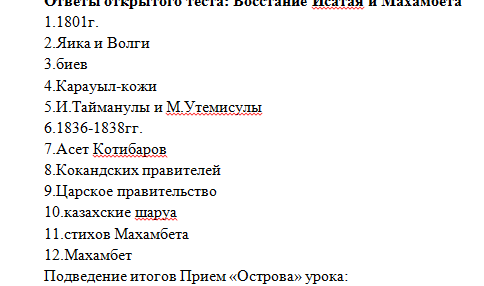 Ответы открытого теста: Восстание Исатая и Махамбета
1.1801г.
2.Яика и Волги
3.биев
4.Карауыл-кожи
5.И.Тайманулы и М.Утемисулы
6.1836-1838гг.
7.Асет Котибаров
8.Кокандских правителей
9.Царское правительство
10.казахские шаруа
11.стихов Махамбета
12.Махамбет
Подведение итогов Прием «Острова» урока: